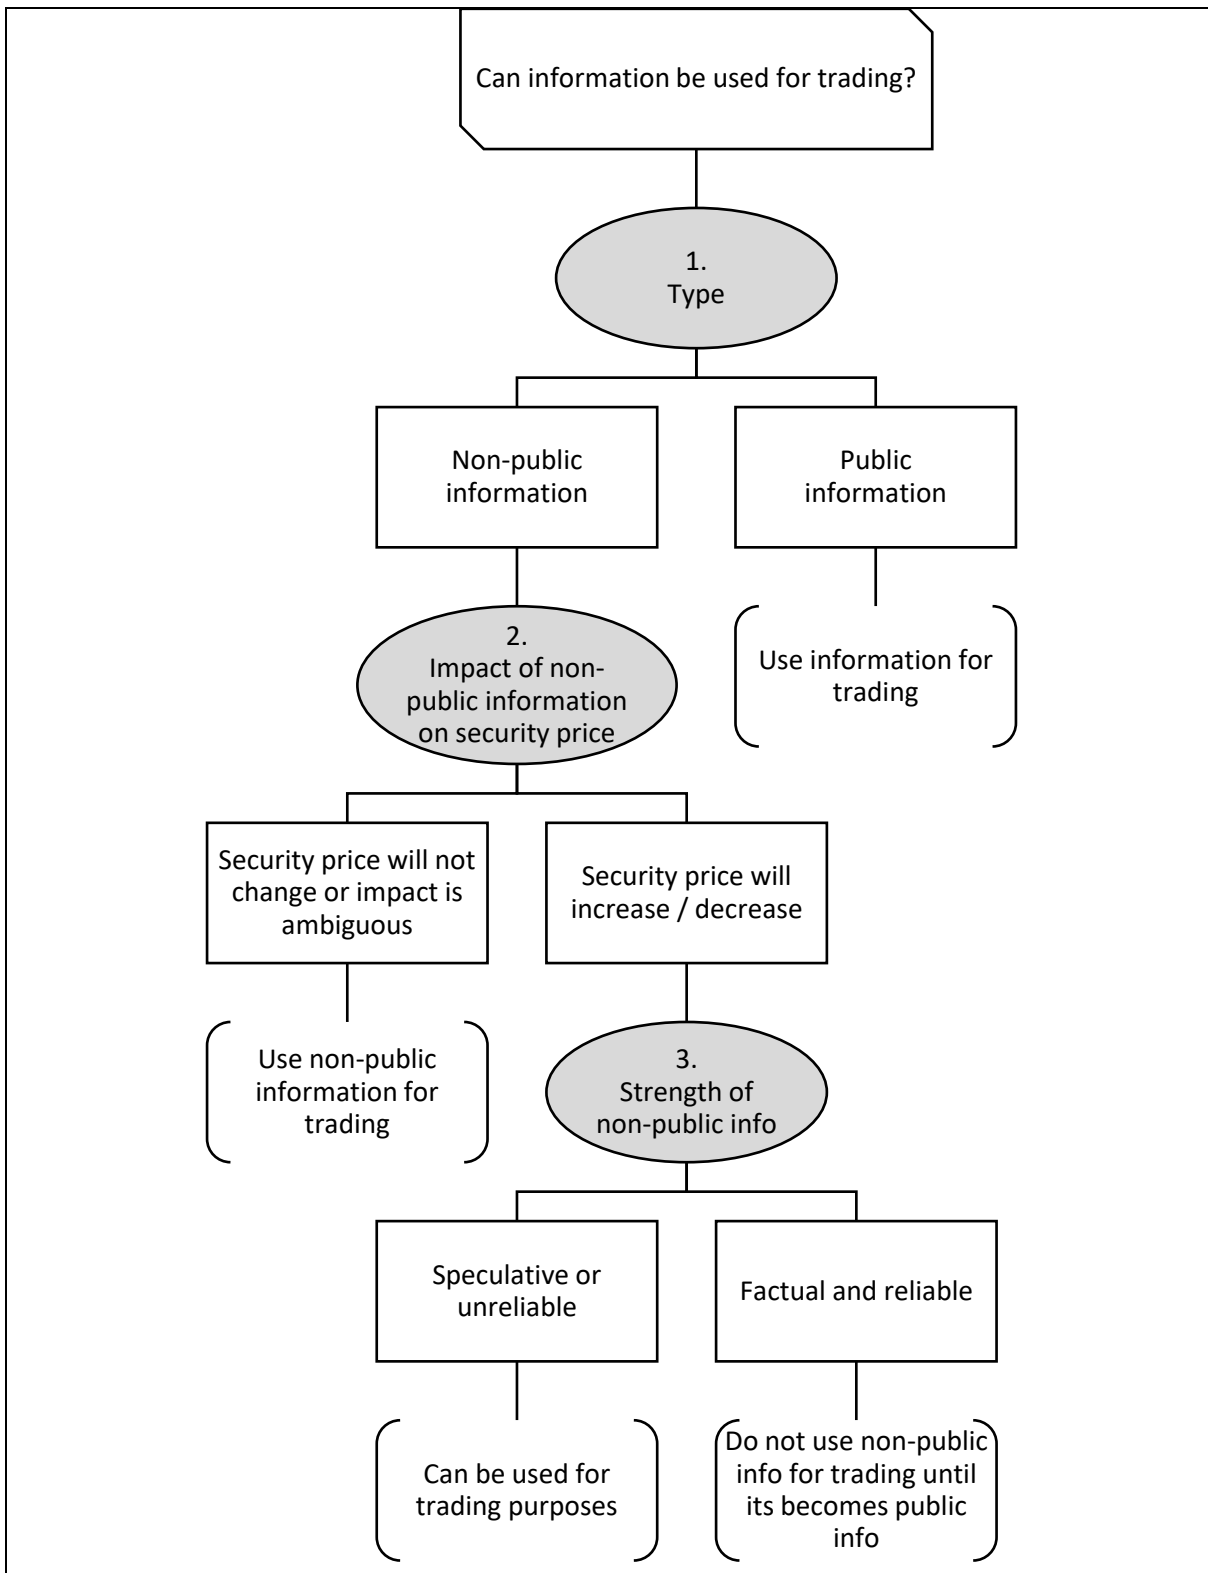 Can information be used for trading?
1.
Type
Non-public
information
Public
information
2.
Impact of non-
public information
on security price
Use information for
trading
Security price will not
change or impact is
ambiguous
Security price will
increase / decrease
Use non-public
information for
trading
3.
Strength of
non-public info
Speculative or
unreliable
Factual and reliable
Can be used for
trading purposes
Do not use non-public
info for trading until
its becomes public
info